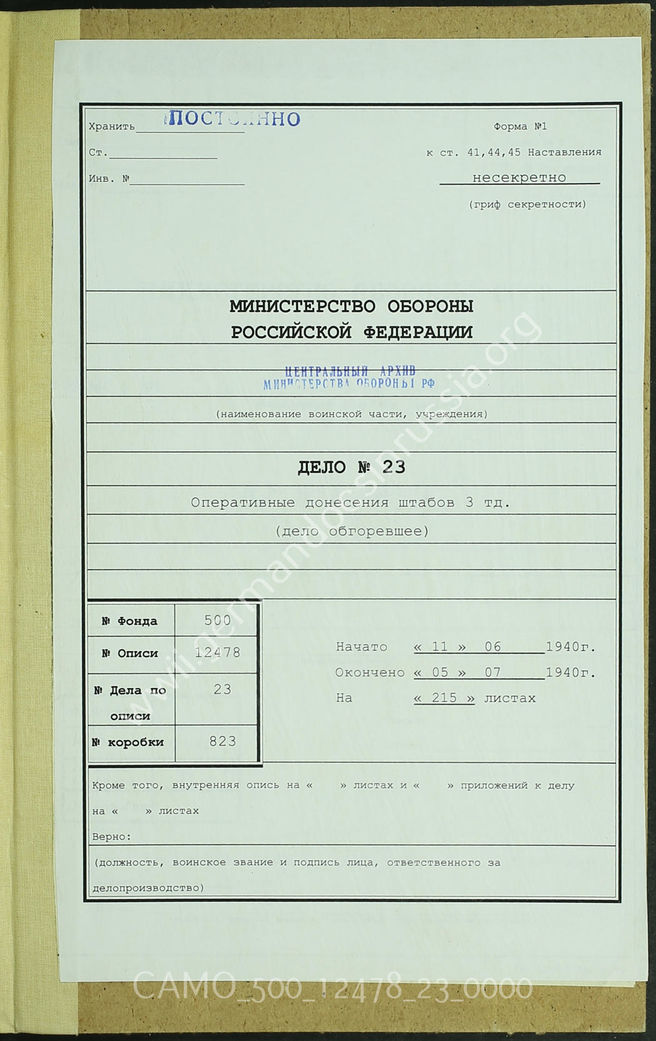 Хранить ПОСТОЯННО
Форма №1
Ст.
к ст. 41,44,45 Наставления
Инв. №
несекретно
(гриф секретности)
МИНИСТЕРСТВО ОБОРОНЫ
РОССИЙСКОЙ ФЕДЕРАЦИИ
ЦЕНТРАЛЬНЫЙ АРХИВ
МИНИСТЕРСТВА ОБОРОНЫ РФ
(наименование воинской части, учреждения)
ДЕЛО № 23
Оперативные донесения штабов 3 тд.
(дело обгоревшее)
№ Фонда 500
№ Описи 12478
№ Дела по описи 23
№ коробки 823
Начато « 11 » 06 1940г.
Окончено « 05 » 07 1940г.
На « 215 » листах
Кроме того, внутренняя опись на « » листах и « » приложений к делу
на « » листах
Верно:
(должность, воинское звание и подпись лица, ответственного за
делопроизводство)
www.germandocsinrussia.org
CAMO_500_12478_23_0000